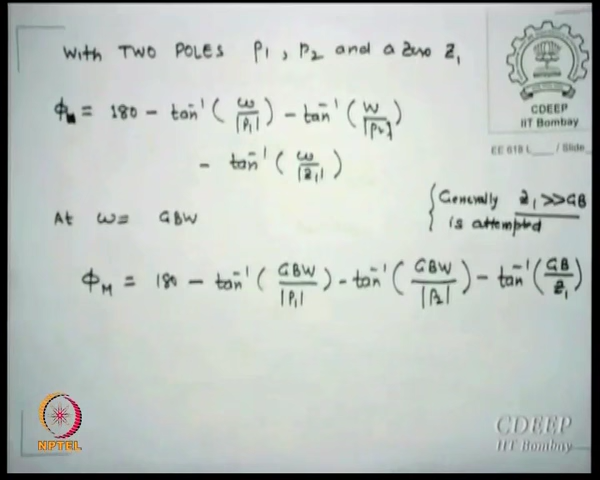 With TWO POLES P1, P2 and a zero Z1
CDEEP
IIT Bombay
EE 618 L___ / Slide
ΦM = 180 - tan⁻¹(ω/|P1|) - tan⁻¹(ω/|P2|)
- tan⁻¹(ω/|Z1|)
{Generally Z1 >> GB
is attempted
At ω = GBW
ΦM = 180 - tan⁻¹(GBW/|P1|) - tan⁻¹(GBW/|P2|) - tan⁻¹(GB/Z1)
NPTEL
CDEEP
IIT Bombay